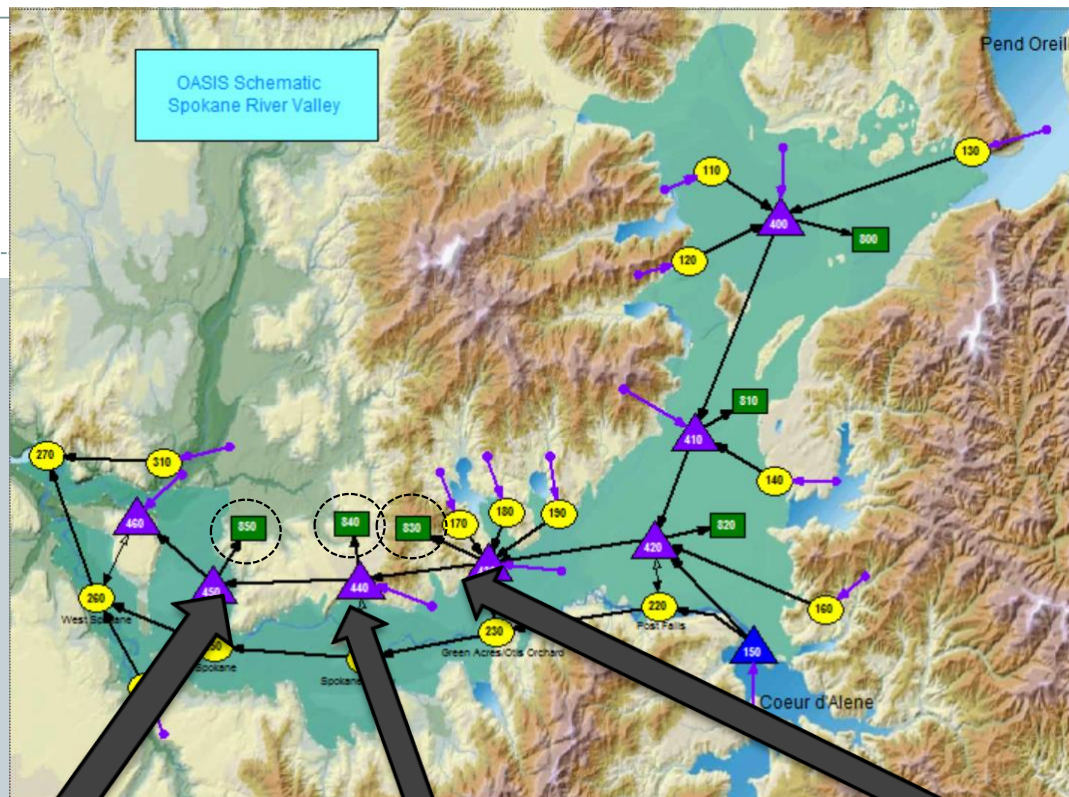 OASIS Schematic
Spokane River Valley
Pend Oreill
130
110
400
800
120
810
410
140
270
310
460
850
840
830
170
180
190
820
420
450
440
260
West Spokane
220
Post Falls
160
230
Green Acres/Otis Orchard
150
Spokane
Spokane
Coeur d'Alene